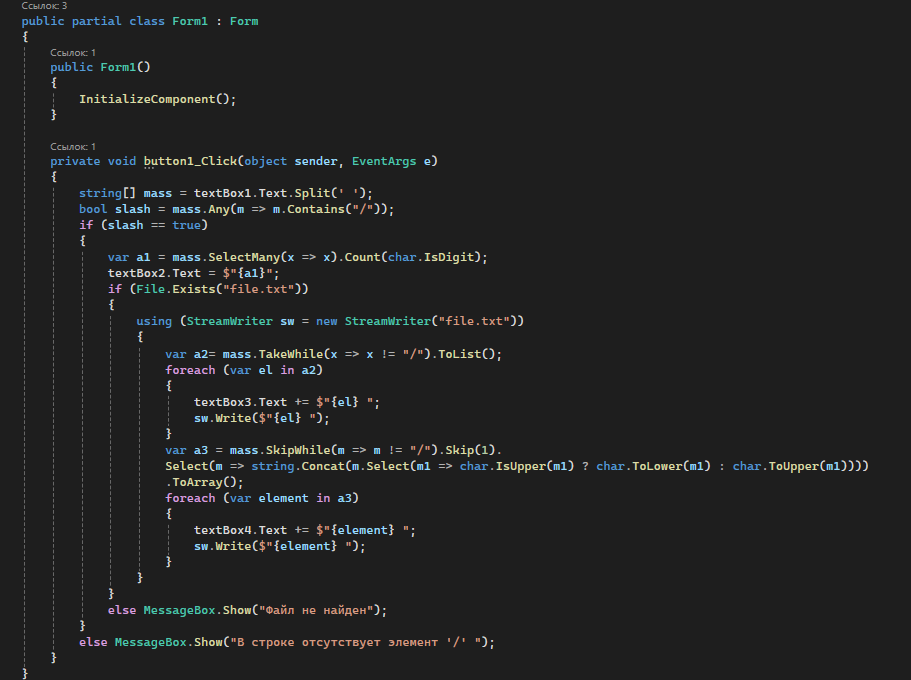 Ссылок: 3
public partial class Form1 : Form
{
Ссылок: 1
public Form1()
{
InitializeComponent();
}
Ссылок: 1
private void button1_Click(object sender, EventArgs e)
{
string[] mass = textBox1.Text.Split(' ');
bool slash = mass.Any(m => m.Contains("/"));
if (slash == true)
{
var a1 = mass.SelectMany(x => x).Count(char.IsDigit);
textBox2.Text = $"{a1}";
if (File.Exists("file.txt"))
{
using (StreamWriter sw = new StreamWriter("file.txt"))
{
var a2= mass.TakeWhile(x => x != "/").ToList();
foreach (var el in a2)
{
textBox3.Text += $"{el} ";
sw.Write($"{el} ");
}
var a3 = mass.SkipWhile(m => m != "/").Skip(1).
Select(m => string.Concat(m.Select(m1 => char.IsUpper(m1) ? char.ToLower(m1) : char.ToUpper(m1))))
.ToArray();
foreach (var element in a3)
{
textBox4.Text += $"{element} ";
sw.Write($"{element} ");
}
}
}
else MessageBox.Show("Файл не найден");
}
else MessageBox.Show("В строке отсутствует элемент '/' ");
}
}